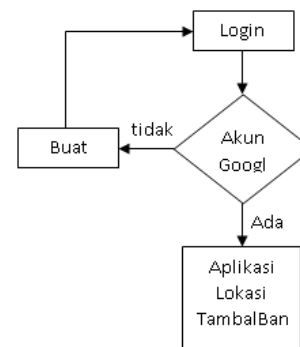 Login
tidak
Buat
Akun
Googl
Ada
Aplikasi
Lokasi
TambalBan